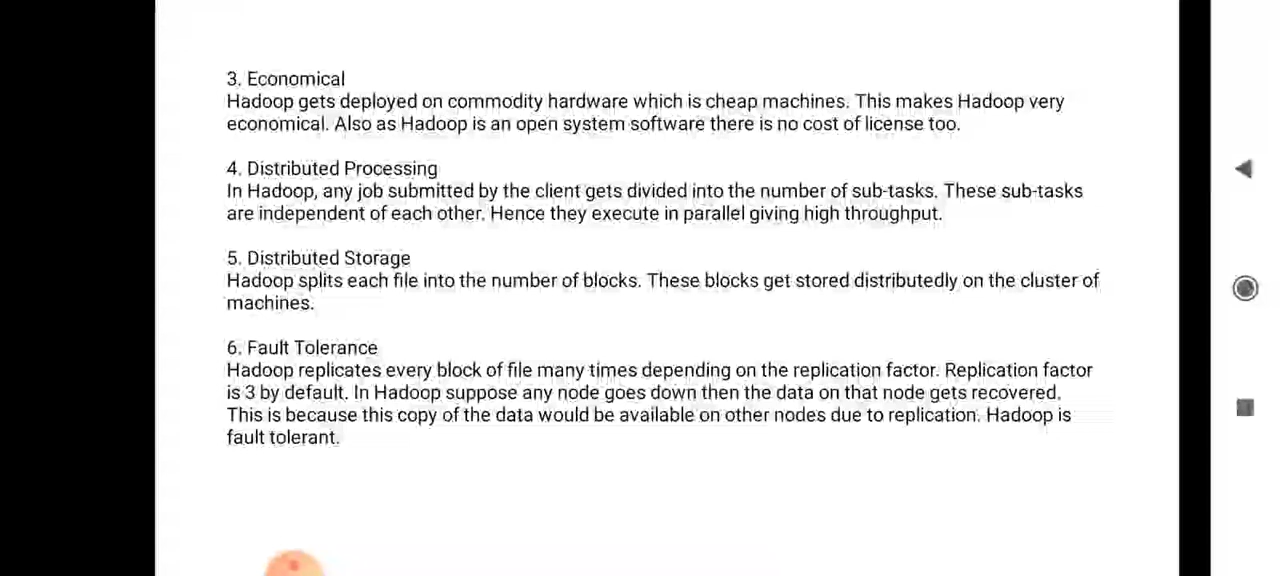 3. Economical
Hadoop gets deployed on commodity hardware which is cheap machines. This makes Hadoop very
economical. Also as Hadoop is an open system software there is no cost of license too.
4. Distributed Processing
In Hadoop, any job submitted by the client gets divided into the number of sub-tasks. These sub-tasks
are independent of each other. Hence they execute in parallel giving high throughput.
5. Distributed Storage
Hadoop splits each file into the number of blocks. These blocks get stored distributedly on the cluster of
machines.
6. Fault Tolerance
Hadoop replicates every block of file many times depending on the replication factor. Replication factor
is 3 by default. In Hadoop suppose any node goes down then the data on that node gets recovered.
This is because this copy of the data would be available on other nodes due to replication. Hadoop is
fault tolerant.